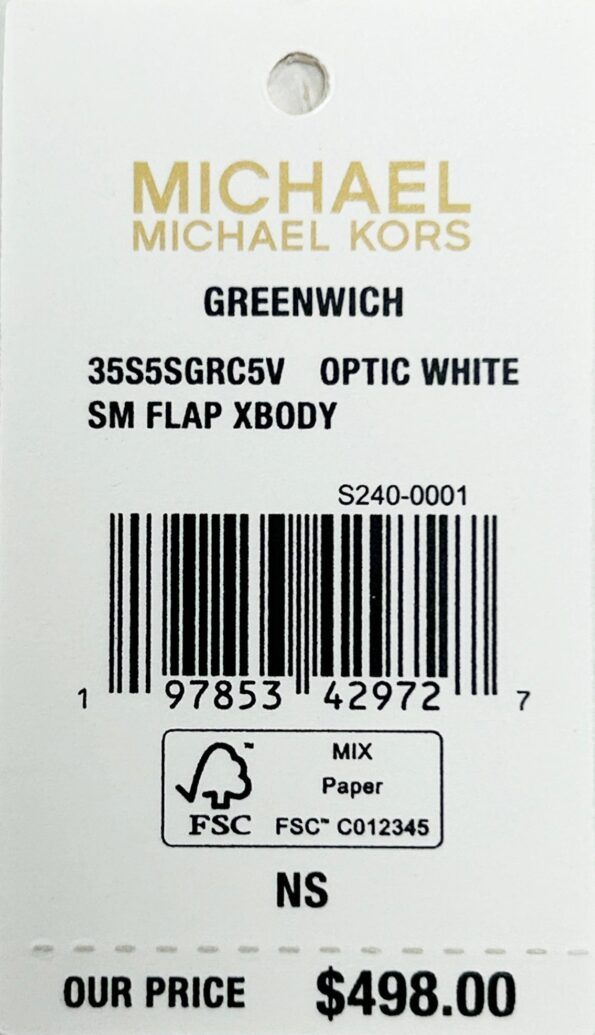 MICHAEL
MICHAEL KORS
GREENWICH
35S5SGRC5V OPTIC WHITE
SM FLAP XBODY
S240-0001
1 97853 42972 7
FSC™
MIX
Paper
FSC™ C012345
NS
OUR PRICE $498.00